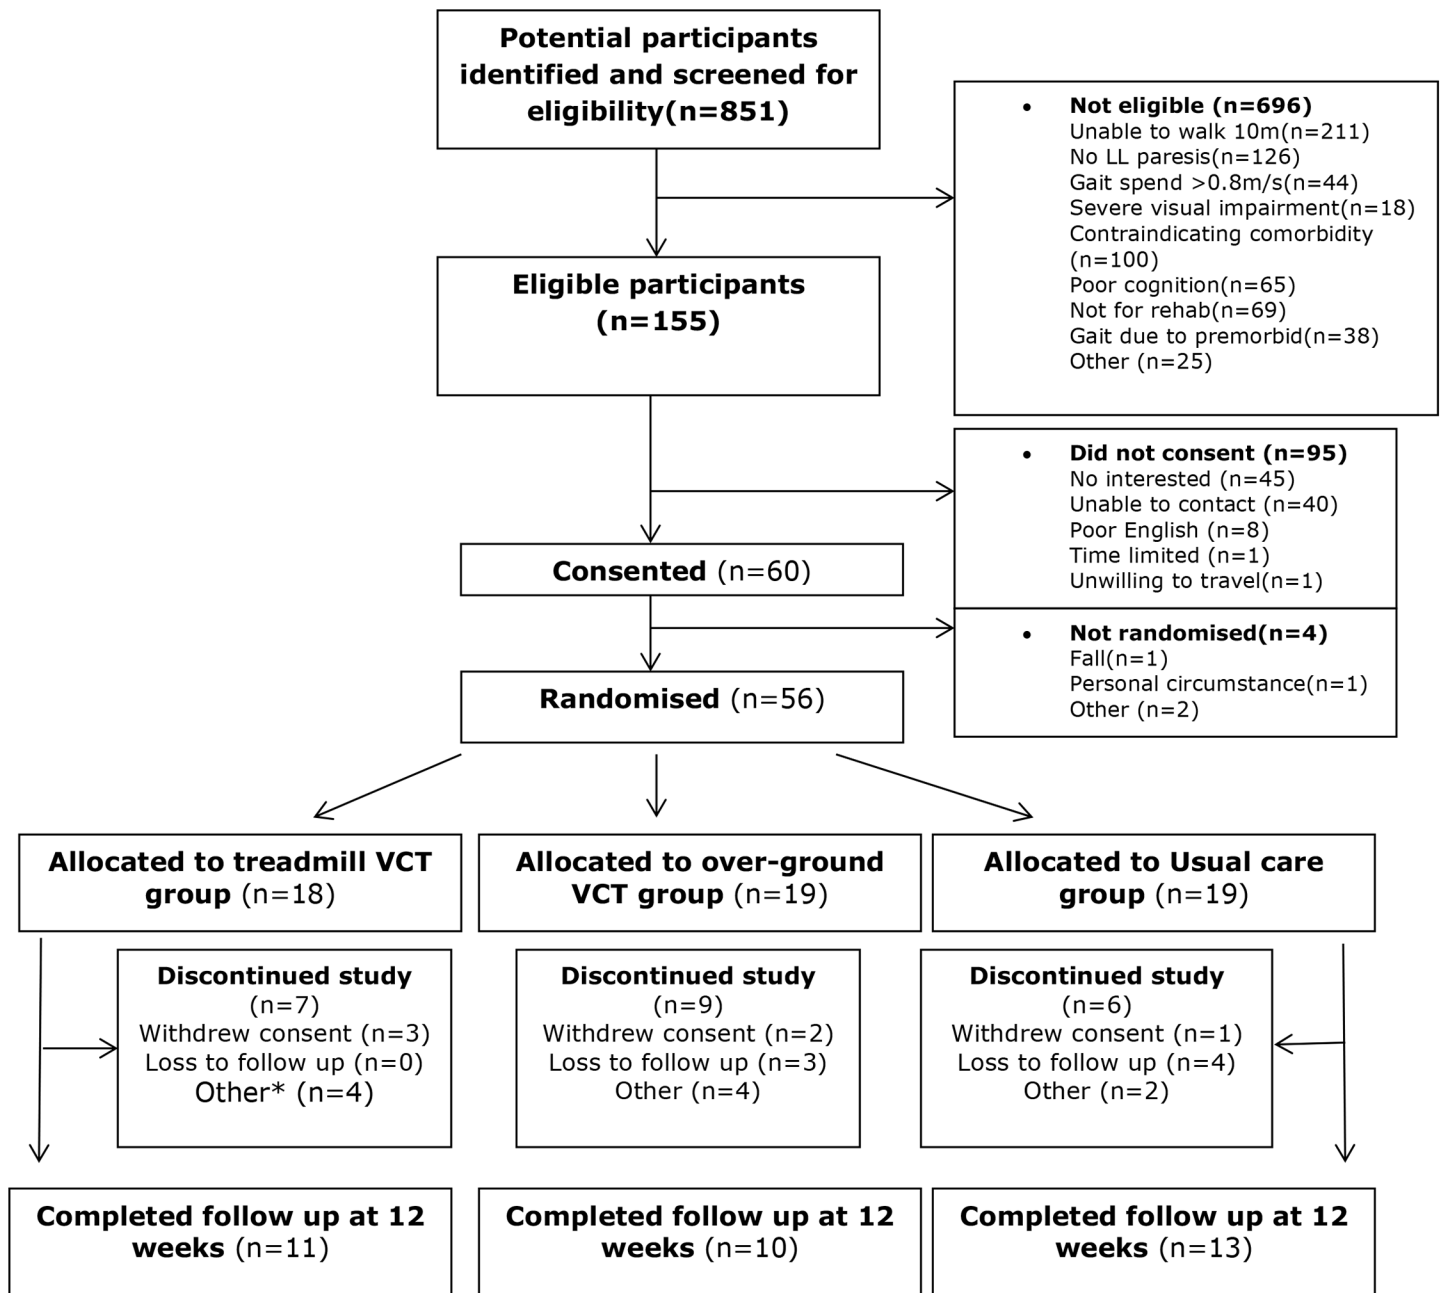 Potential participants
identified and screened for
eligibility(n=851)
• Not eligible (n=696)
Unable to walk 10m(n=211)
No LL paresis(n=126)
Gait spend >0.8m/s(n=44)
Severe visual impairment(n=18)
Contraindicating comorbidity
(n=100)
Poor cognition(n=65)
Not for rehab(n=69)
Gait due to premorbid(n=38)
Other (n=25)
Eligible participants
(n=155)
• Did not consent (n=95)
No interested (n=45)
Unable to contact (n=40)
Poor English (n=8)
Time limited (n=1)
Unwilling to travel(n=1)
Consented (n=60)
• Not randomised(n=4)
Fall(n=1)
Personal circumstance(n=1)
Other (n=2)
Randomised (n=56)
Allocated to treadmill VCT
group (n=18)
Allocated to over-ground
VCT group (n=19)
Allocated to Usual care
group (n=19)
Discontinued study
(n=7)
Withdrew consent (n=3)
Loss to follow up (n=0)
Other* (n=4)
Discontinued study
(n=9)
Withdrew consent (n=2)
Loss to follow up (n=3)
Other (n=4)
Discontinued study
(n=6)
Withdrew consent (n=1)
Loss to follow up (n=4)
Other (n=2)
Completed follow up at 12
weeks (n=11)
Completed follow up at 12
weeks (n=10)
Completed follow up at 12
weeks (n=13)